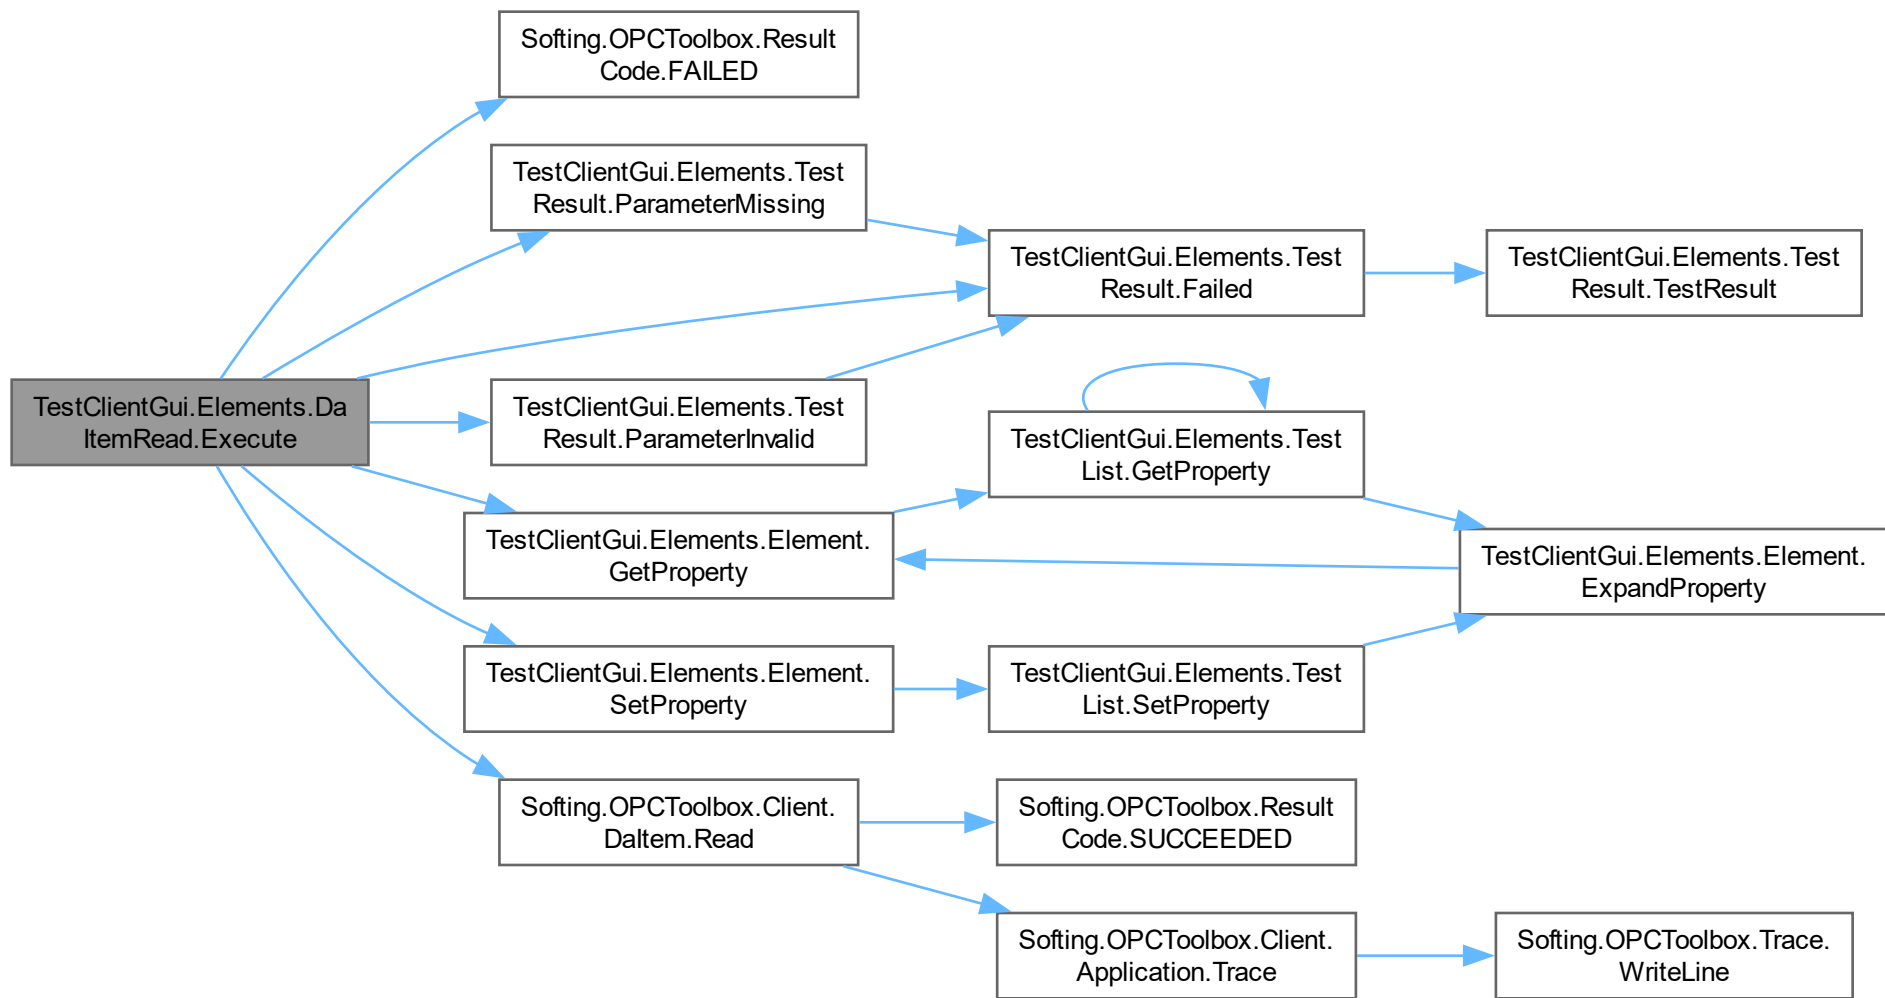 Softing.OPCToolbox.Result
Code.FAILED
TestClientGui.Elements.Test
Result.ParameterMissing
TestClientGui.Elements.Test
Result.Failed
TestClientGui.Elements.Test
Result.TestResult
TestClientGui.Elements.Da
ItemRead.Execute
TestClientGui.Elements.Test
Result.ParameterInvalid
TestClientGui.Elements.Test
List.GetProperty
TestClientGui.Elements.Element.
GetProperty
TestClientGui.Elements.Element.
ExpandProperty
TestClientGui.Elements.Element.
SetProperty
TestClientGui.Elements.Test
List.SetProperty
Softing.OPCToolbox.Client.
DaItem.Read
Softing.OPCToolbox.Result
Code.SUCCEEDED
Softing.OPCToolbox.Client.
Application.Trace
Softing.OPCToolbox.Trace.
WriteLine